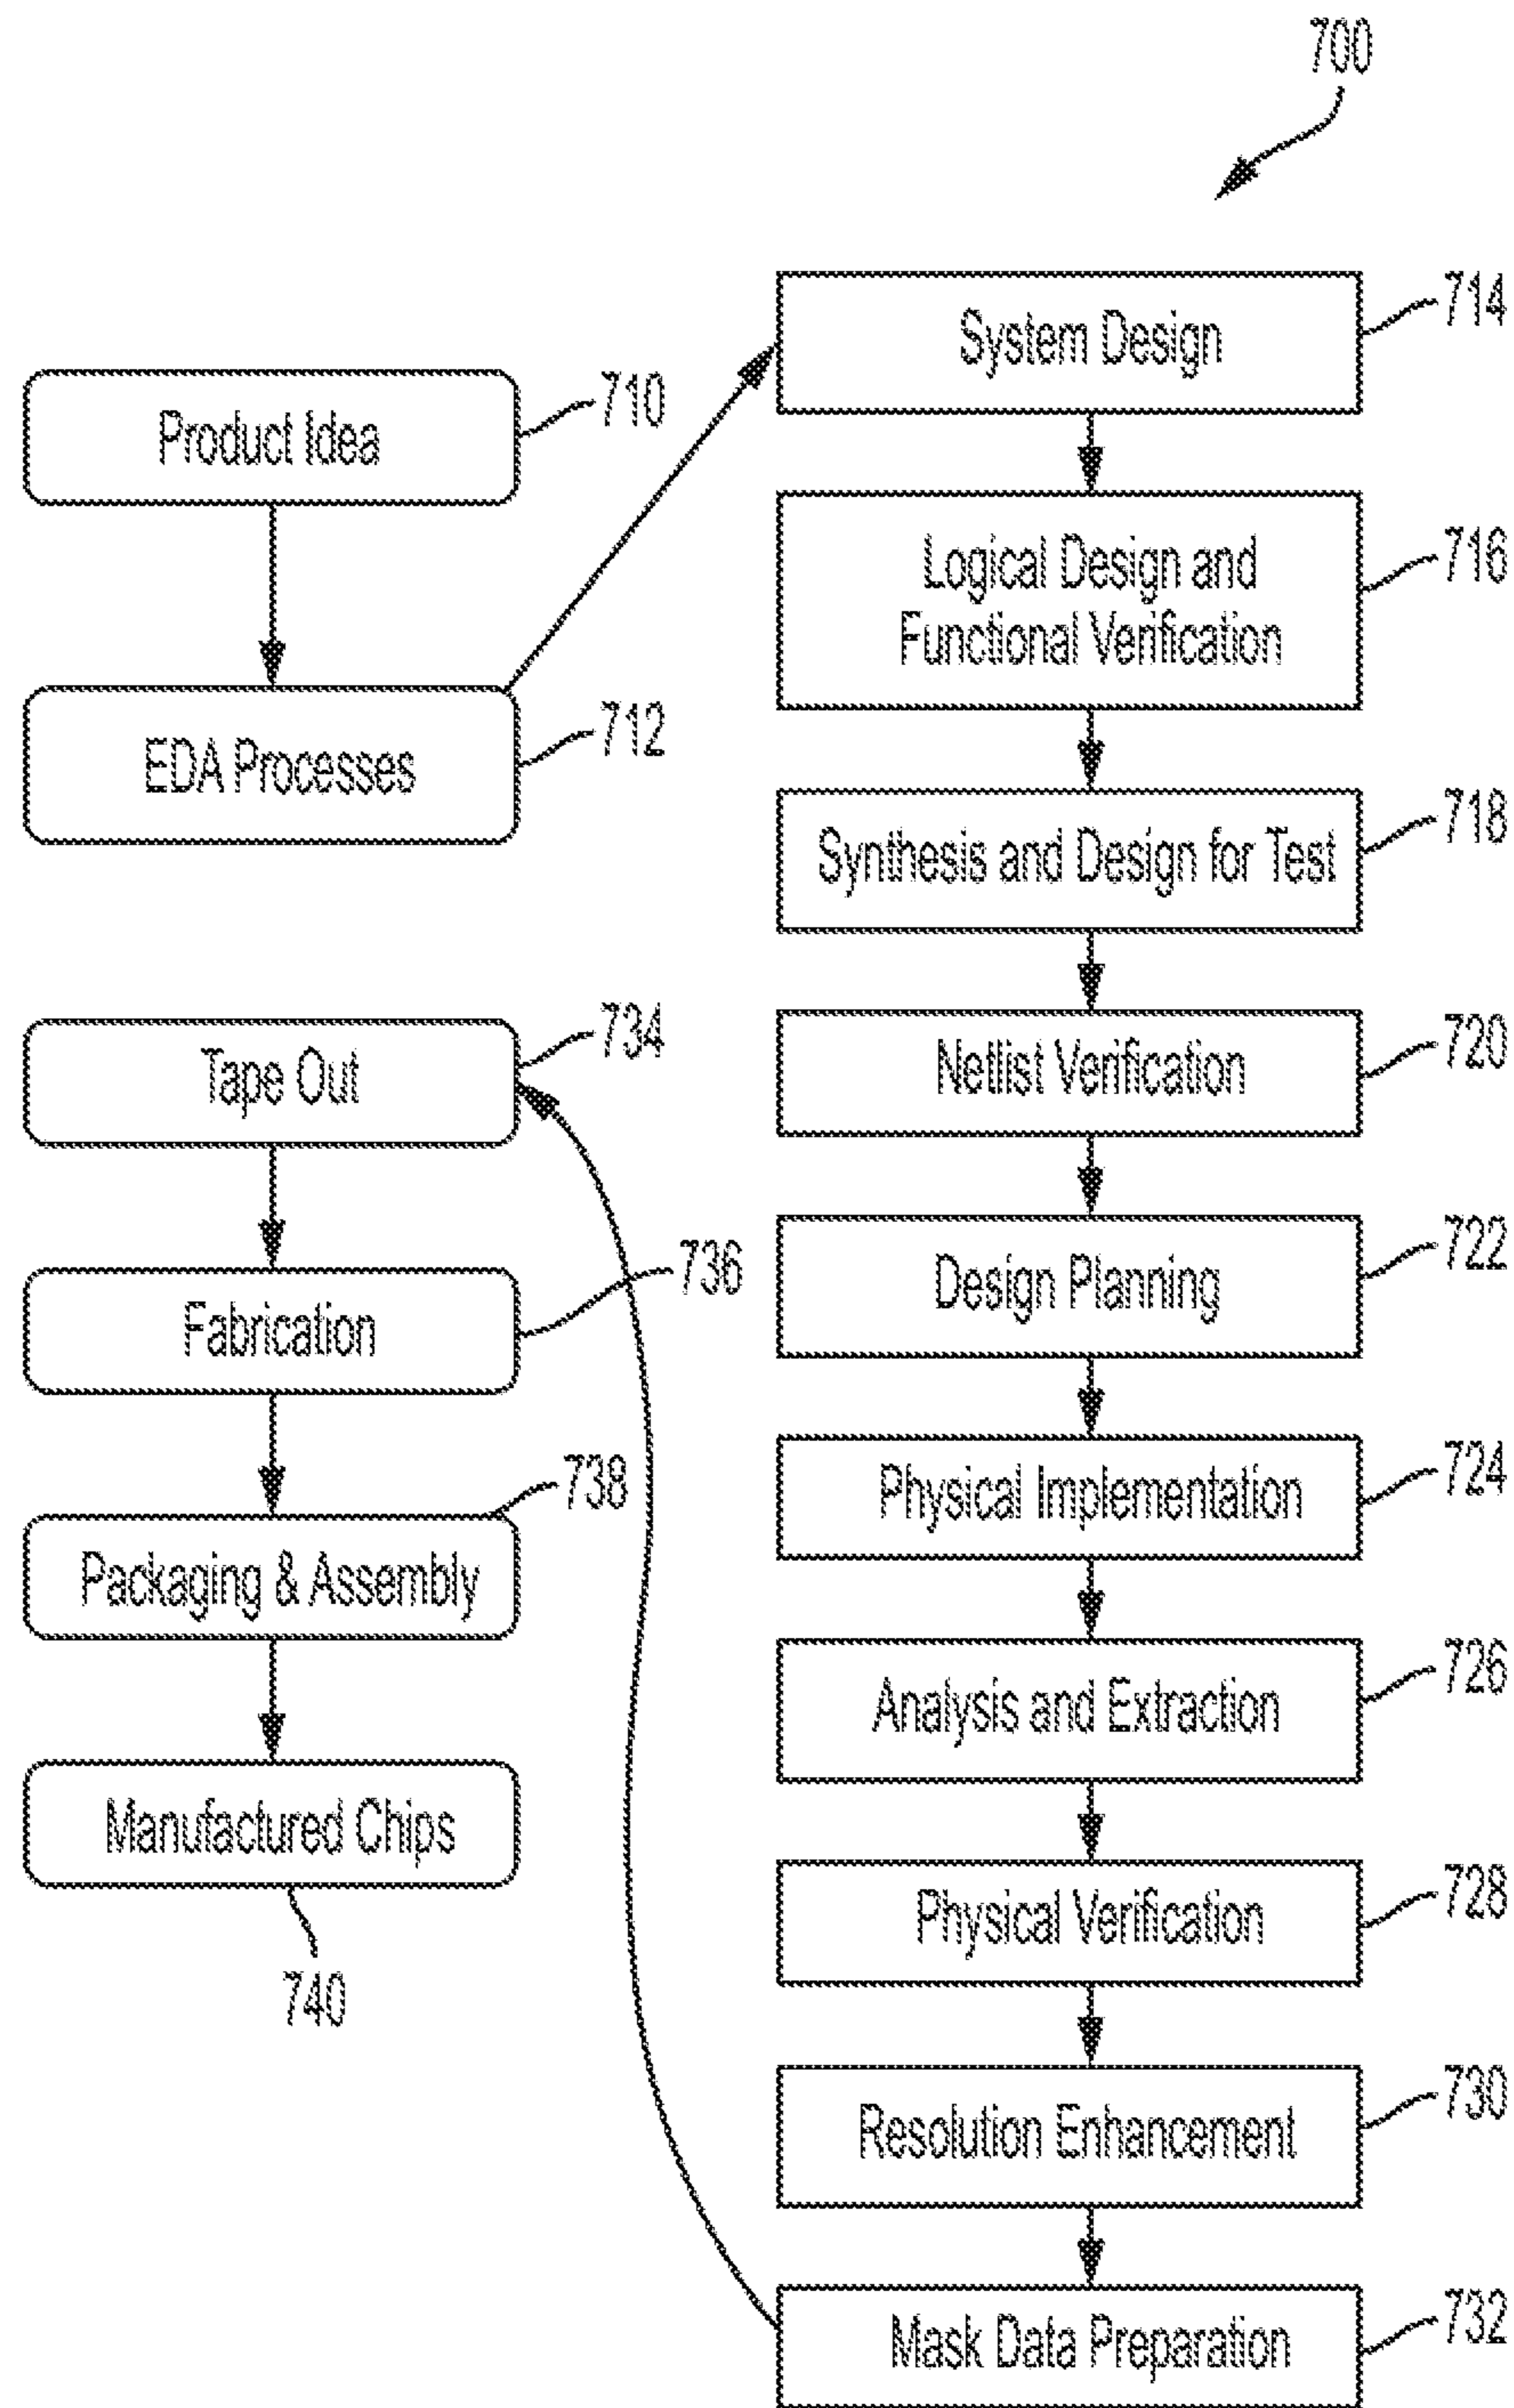 700
System Design
714
Product Idea
710
Logical Design and
Functional Verification
716
EDA Processes
712
Synthesis and Design for Test
718
Tape Out
734
Netlist Verification
720
Design Planning
722
Fabrication
736
Physical Implementation
724
Packaging & Assembly
738
Analysis and Extraction
726
Manufactured Chips
740
Physical Verification
728
Resolution Enhancement
730
Mask Data Preparation
732